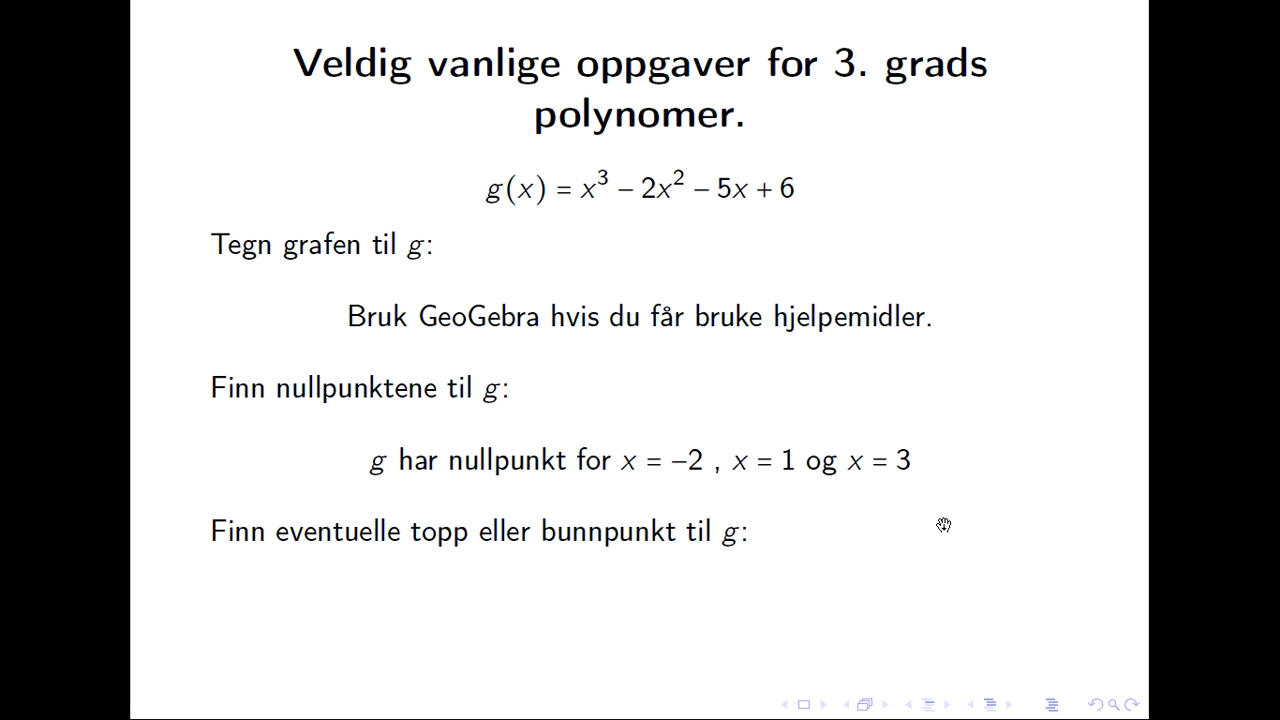 Veldig vanlige oppgaver for 3. grads
polynomer.
g(x) = x³ − 2x² − 5x + 6
Tegn grafen til g:
Bruk GeoGebra hvis du får bruke hjelpemidler.
Finn nullpunktene til g:
g har nullpunkt for x = −2 , x = 1 og x = 3
Finn eventuelle topp eller bunnpunkt til g: